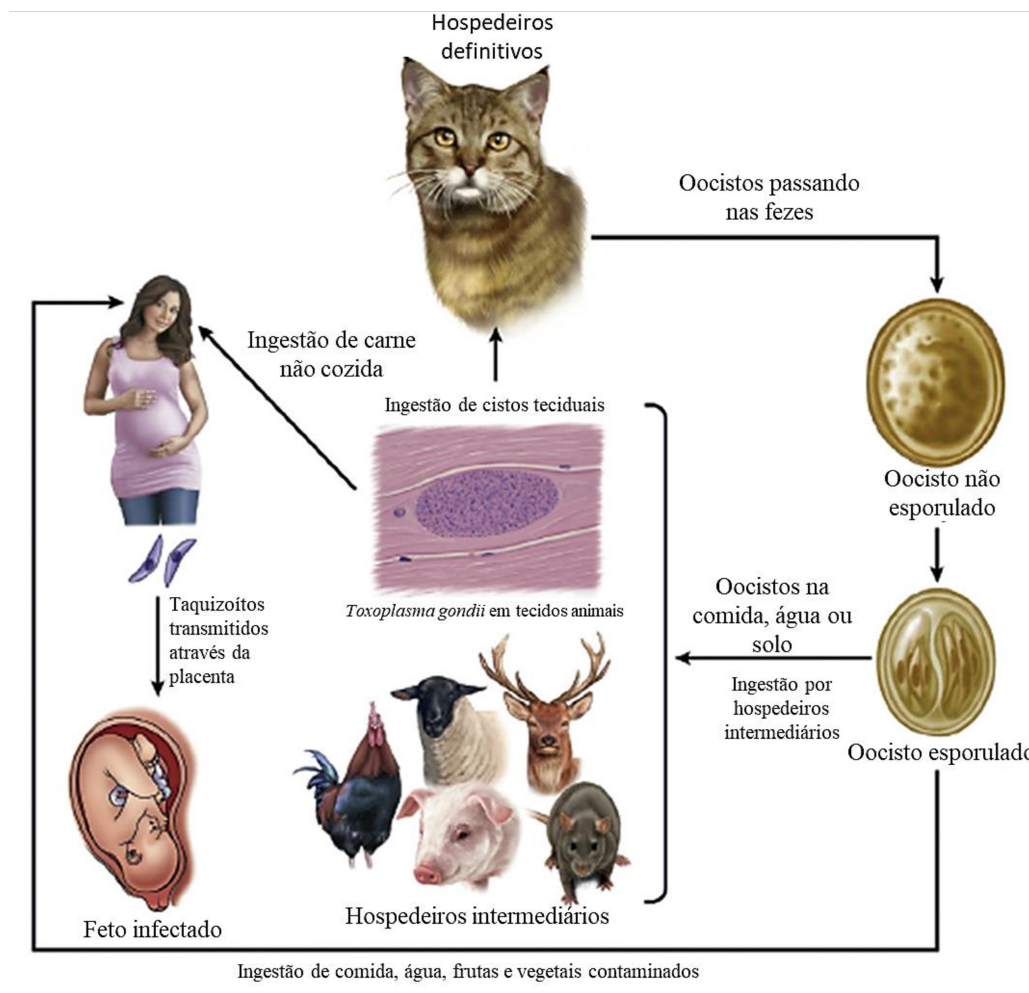 Hospedeiros
definitivos
Oocistos passando
nas fezes
Ingestão de carne
não cozida
Ingestão de cistos teciduais
Oocisto não
esporulado
Toxoplasma gondii em tecidos animais
Oocistos na
comida, água ou
solo
Taquizoítos
transmitidos
através da
placenta
Ingestão por
hospedeiros
intermediários
Oocisto esporulado
Hospedeiros intermediários
Feto infectado
Ingestão de comida, água, frutas e vegetais contaminados